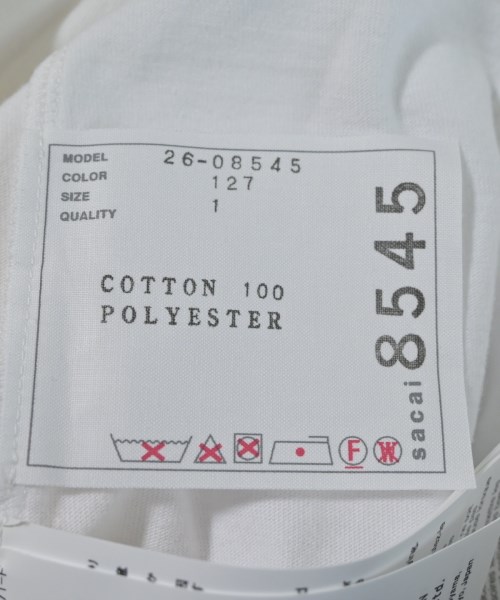 MODEL 26-08545
COLOR 127
SIZE 1
QUALITY
COTTON 100
POLYESTER
F
W
sacai 8545